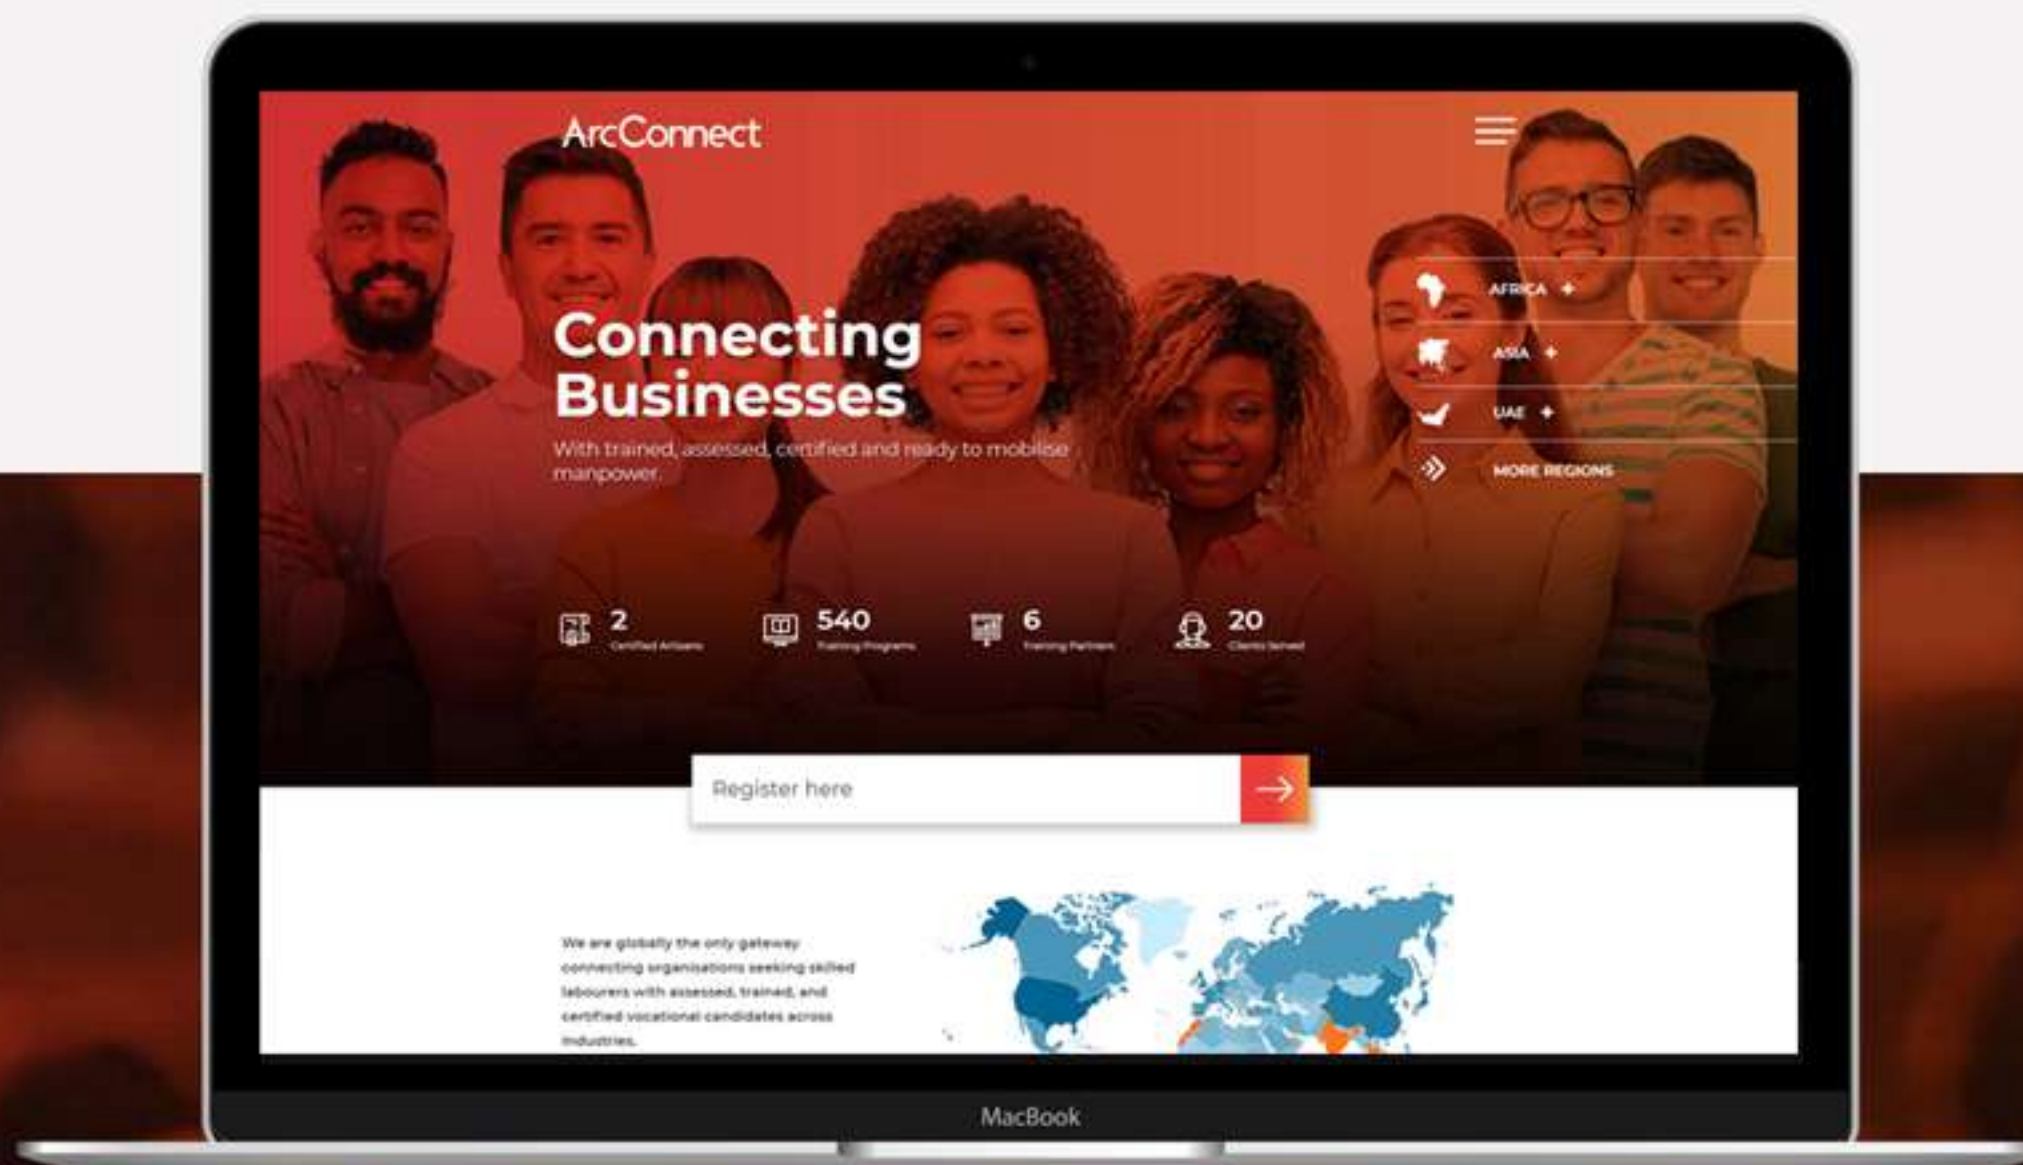 ArcConnect
Connecting
Businesses
With trained, assessed, certified and ready to mobilise
manpower.
AFRICA +
ASIA +
UAE +
MORE REGIONS
2
Certified Artisans
540
Training Programs
6
Training Partners
20
Clients Served
Register here
We are globally the only gateway
connecting organisations seeking skilled
labourers with assessed, trained, and
certified vocational candidates across
industries.
MacBook